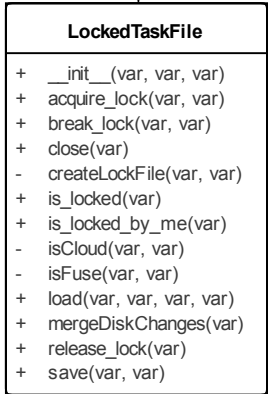 LockedTaskFile
+ __init__(var, var, var)
+ acquire_lock(var, var)
+ break_lock(var, var)
+ close(var)
- createLockFile(var, var)
+ is_locked(var)
+ is_locked_by_me(var)
- isCloud(var, var)
- isFuse(var, var)
+ load(var, var, var, var)
+ mergeDiskChanges(var)
+ release_lock(var)
+ save(var, var)